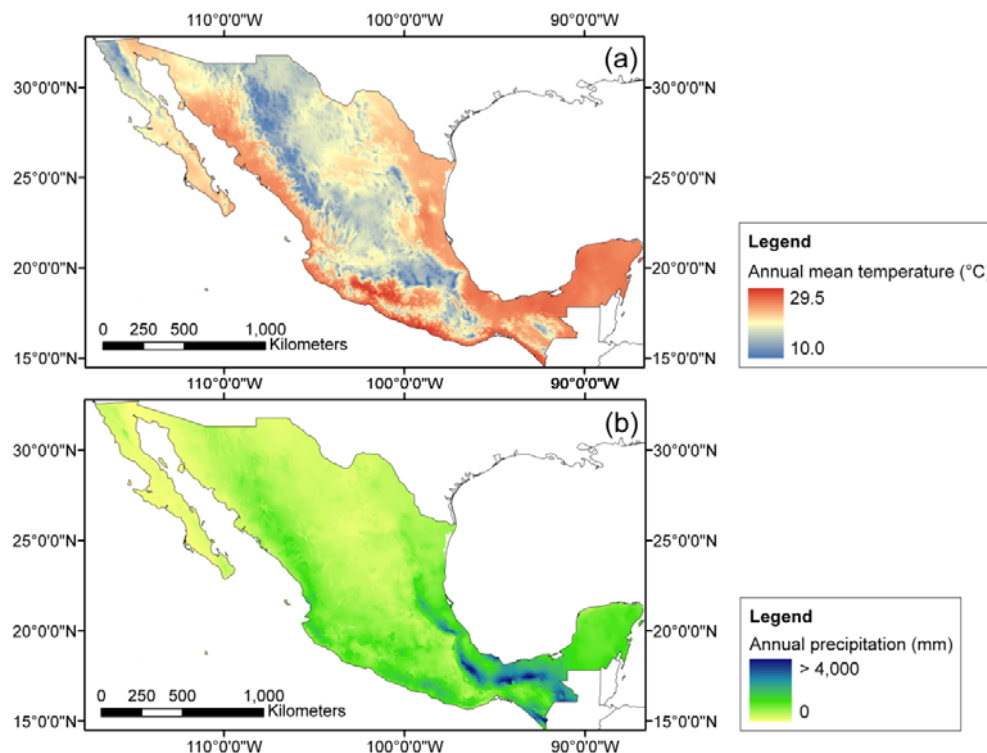 110°0'0"W 100°0'0"W 90°0'0"W
(a)
30°0'0"N 30°0'0"N
25°0'0"N 25°0'0"N
20°0'0"N 20°0'0"N
15°0'0"N 15°0'0"N
0 250 500 1,000
Kilometers
Legend
Annual mean temperature (°C)
29.5
10.0
110°0'0"W 100°0'0"W 90°0'0"W
(b)
30°0'0"N 30°0'0"N
25°0'0"N 25°0'0"N
20°0'0"N 20°0'0"N
15°0'0"N 15°0'0"N
0 250 500 1,000
Kilometers
Legend
Annual precipitation (mm)
> 4,000
0
110°0'0"W 100°0'0"W 90°0'0"W